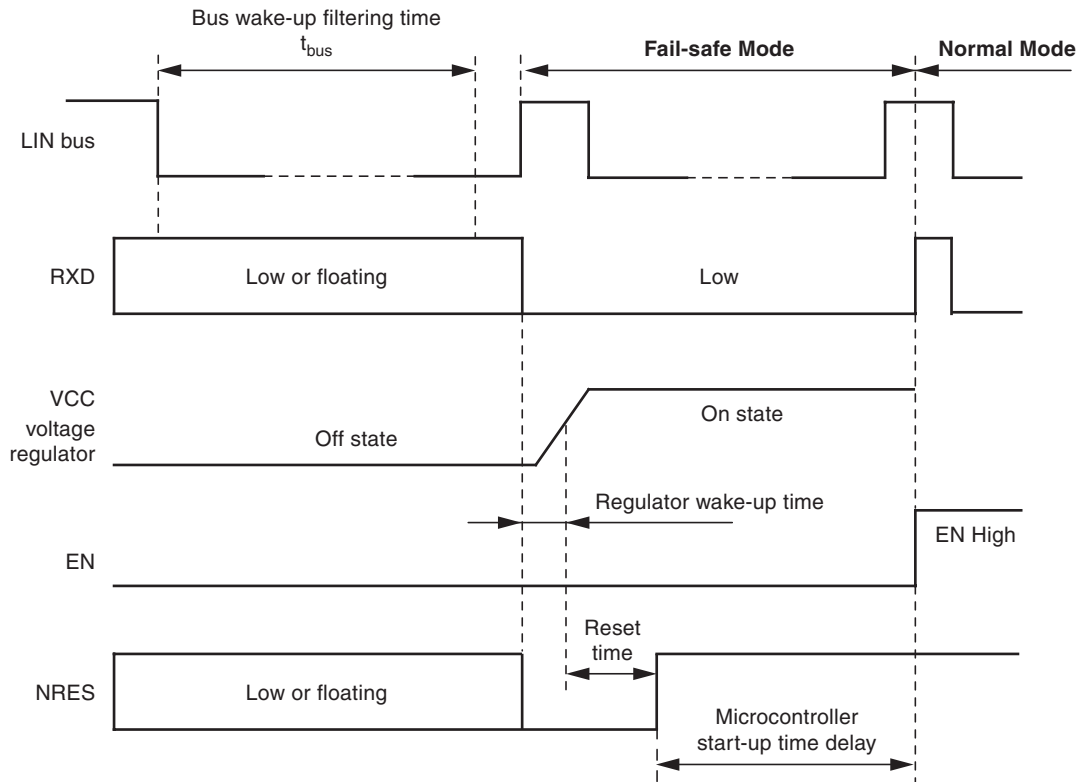 Bus wake-up filtering time
t_bus
Fail-safe Mode
Normal Mode
LIN bus
RXD
Low or floating
Low
VCC
voltage
regulator
Off state
On state
Regulator wake-up time
EN
EN High
Reset
time
NRES
Low or floating
Microcontroller
start-up time delay